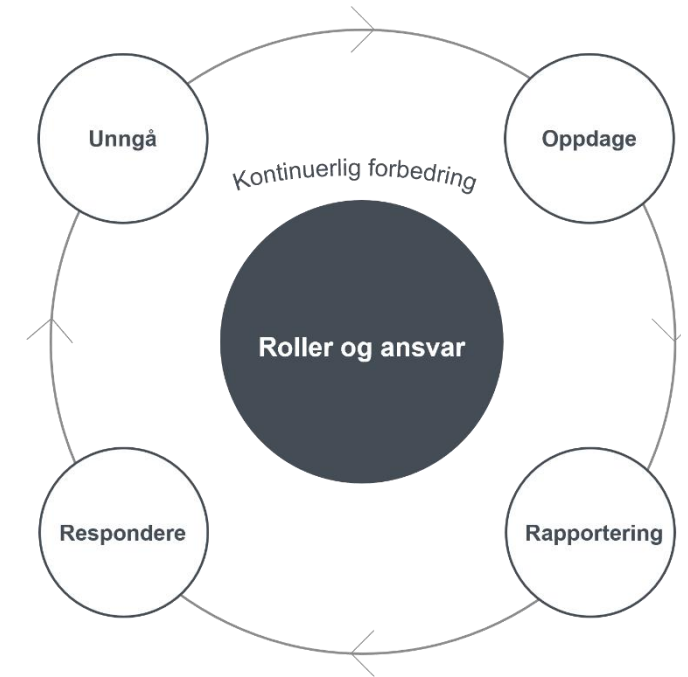 Unngå
Oppdage
Kontinuerlig forbedring
Roller og ansvar
Respondere
Rapportering